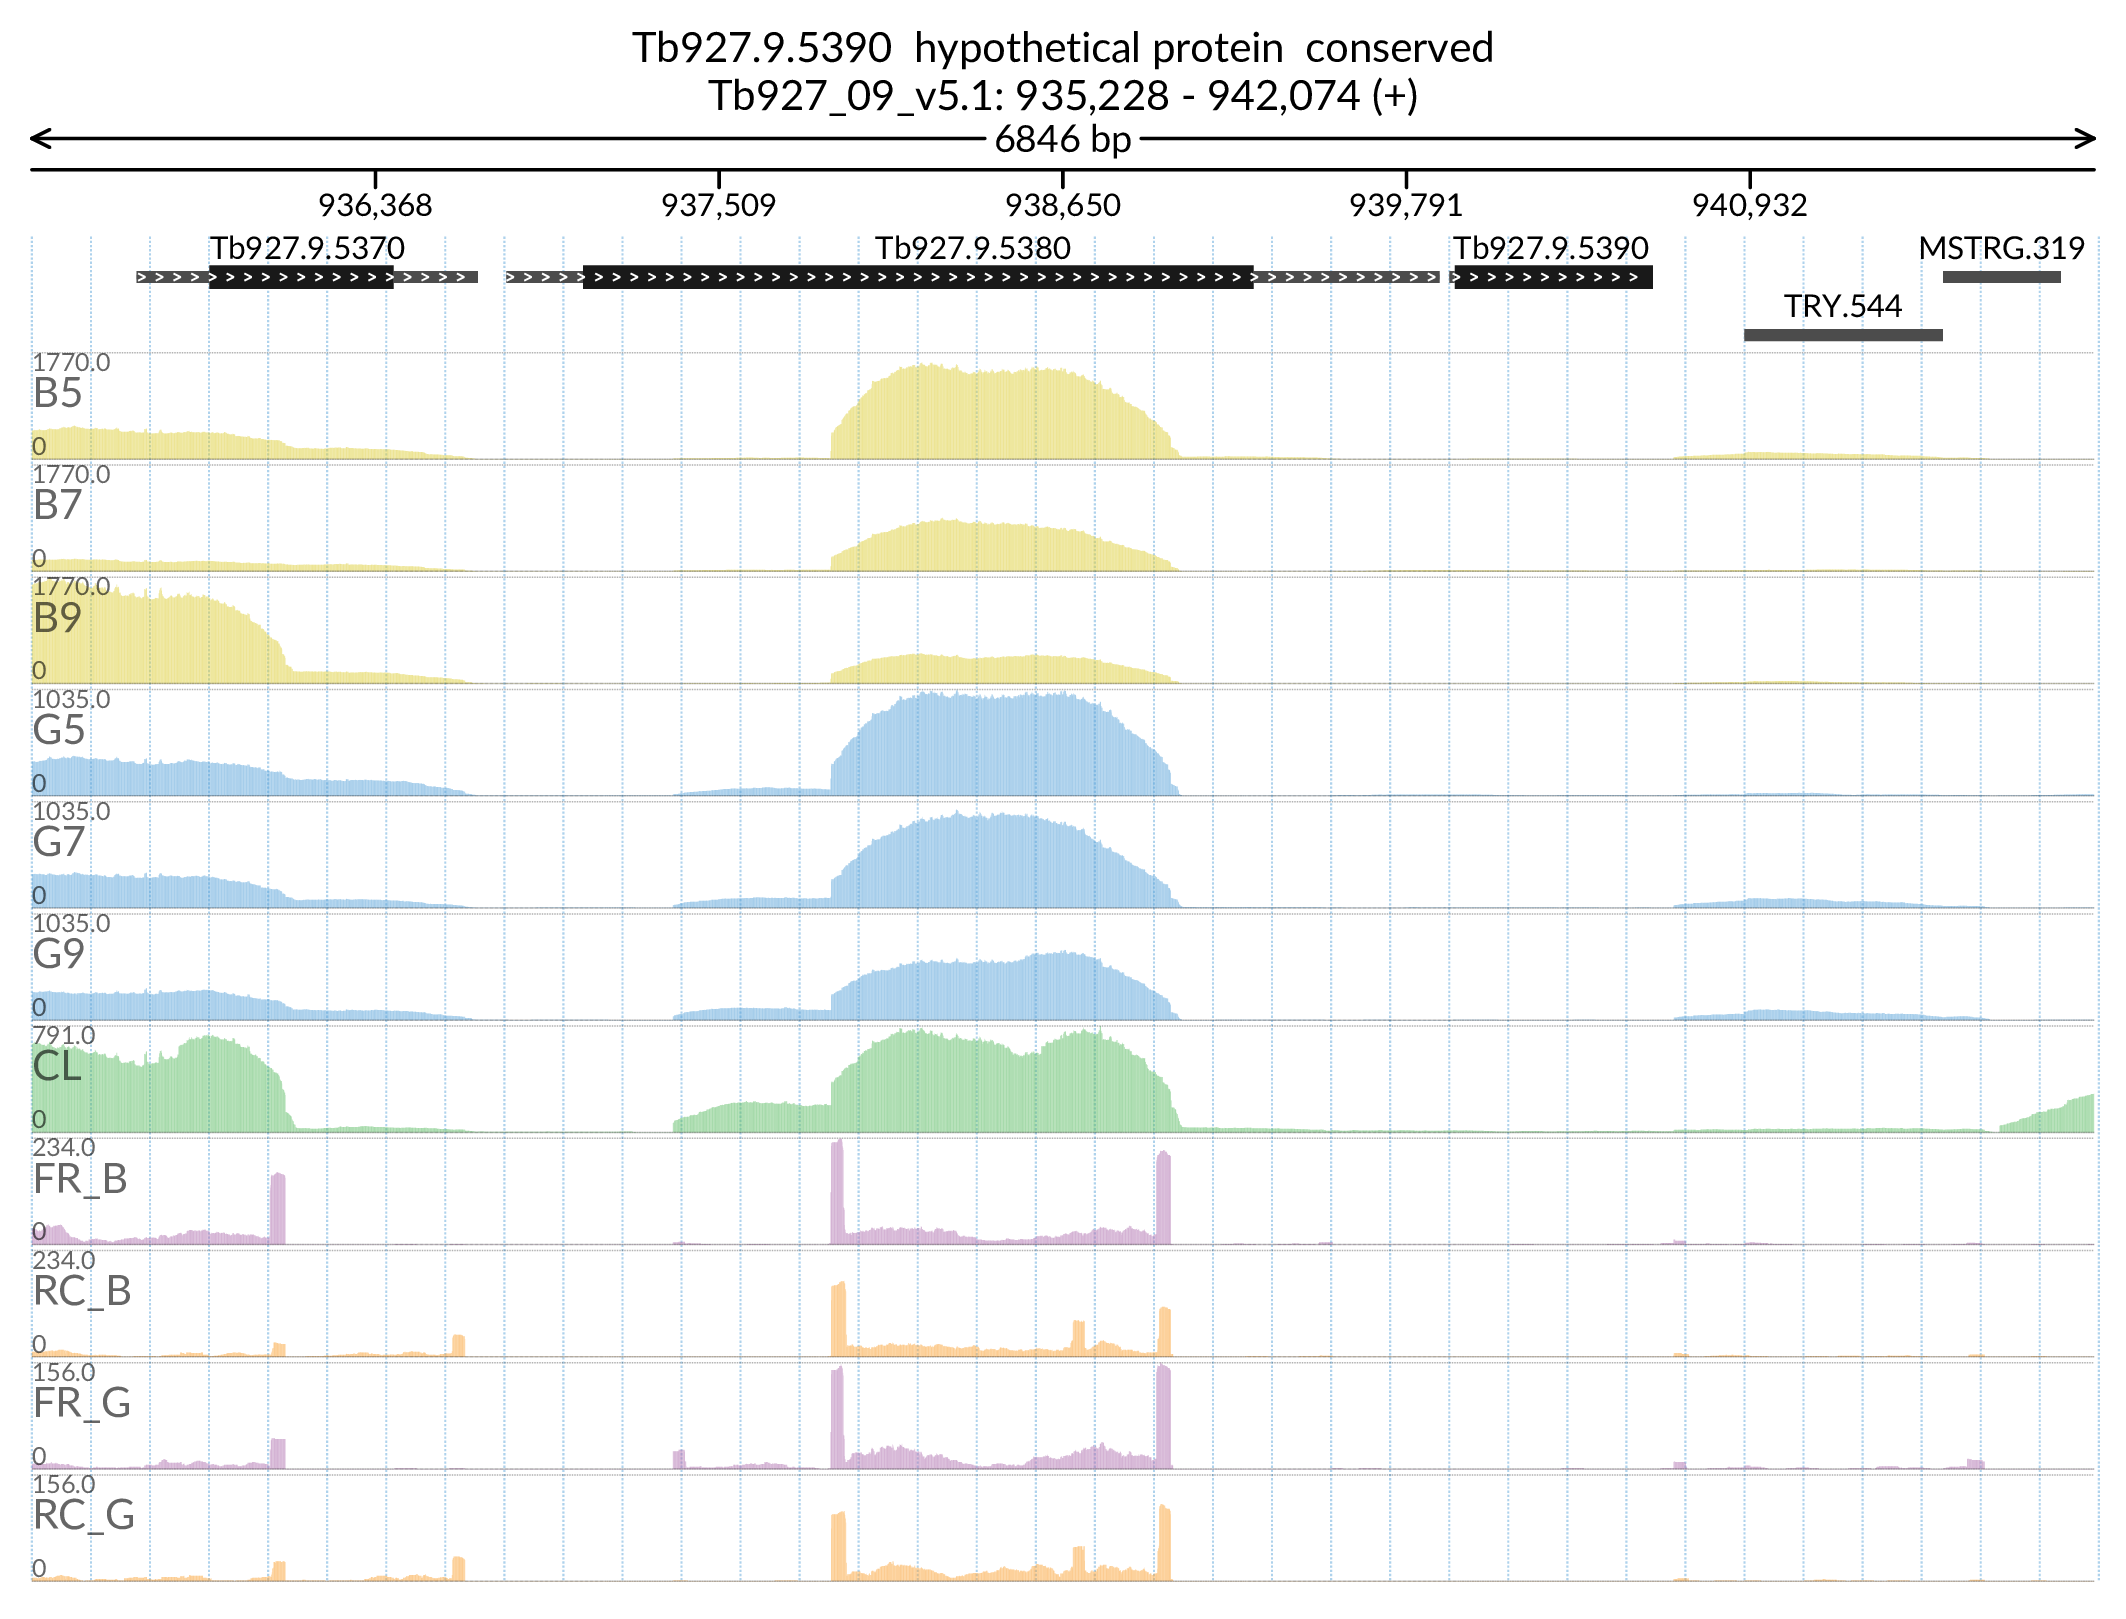 Tb927.9.5390  hypothetical protein  conserved
Tb927_09_v5.1: 935,228 - 942,074 (+)
6846 bp
936,368 937,509 938,650 939,791 940,932
Tb927.9.5370 Tb927.9.5380 Tb927.9.5390 MSTRG.319
TRY.544
1770.0
B5
0
1770.0
B7
0
1770.0
B9
0
1035.0
G5
0
1035.0
G7
0
1035.0
G9
0
791.0
CL
0
234.0
FR_B
0
234.0
RC_B
0
156.0
FR_G
0
156.0
RC_G
0